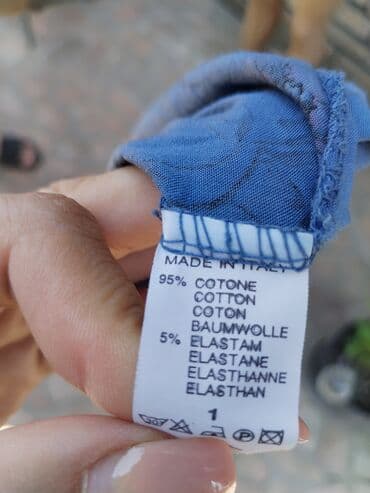 MADE IN ITALY
95% COTONE
COTTON
COTON
BAUMWOLLE
5% ELASTAM
ELASTANE
ELASTHANNE
ELASTHAN
1
P